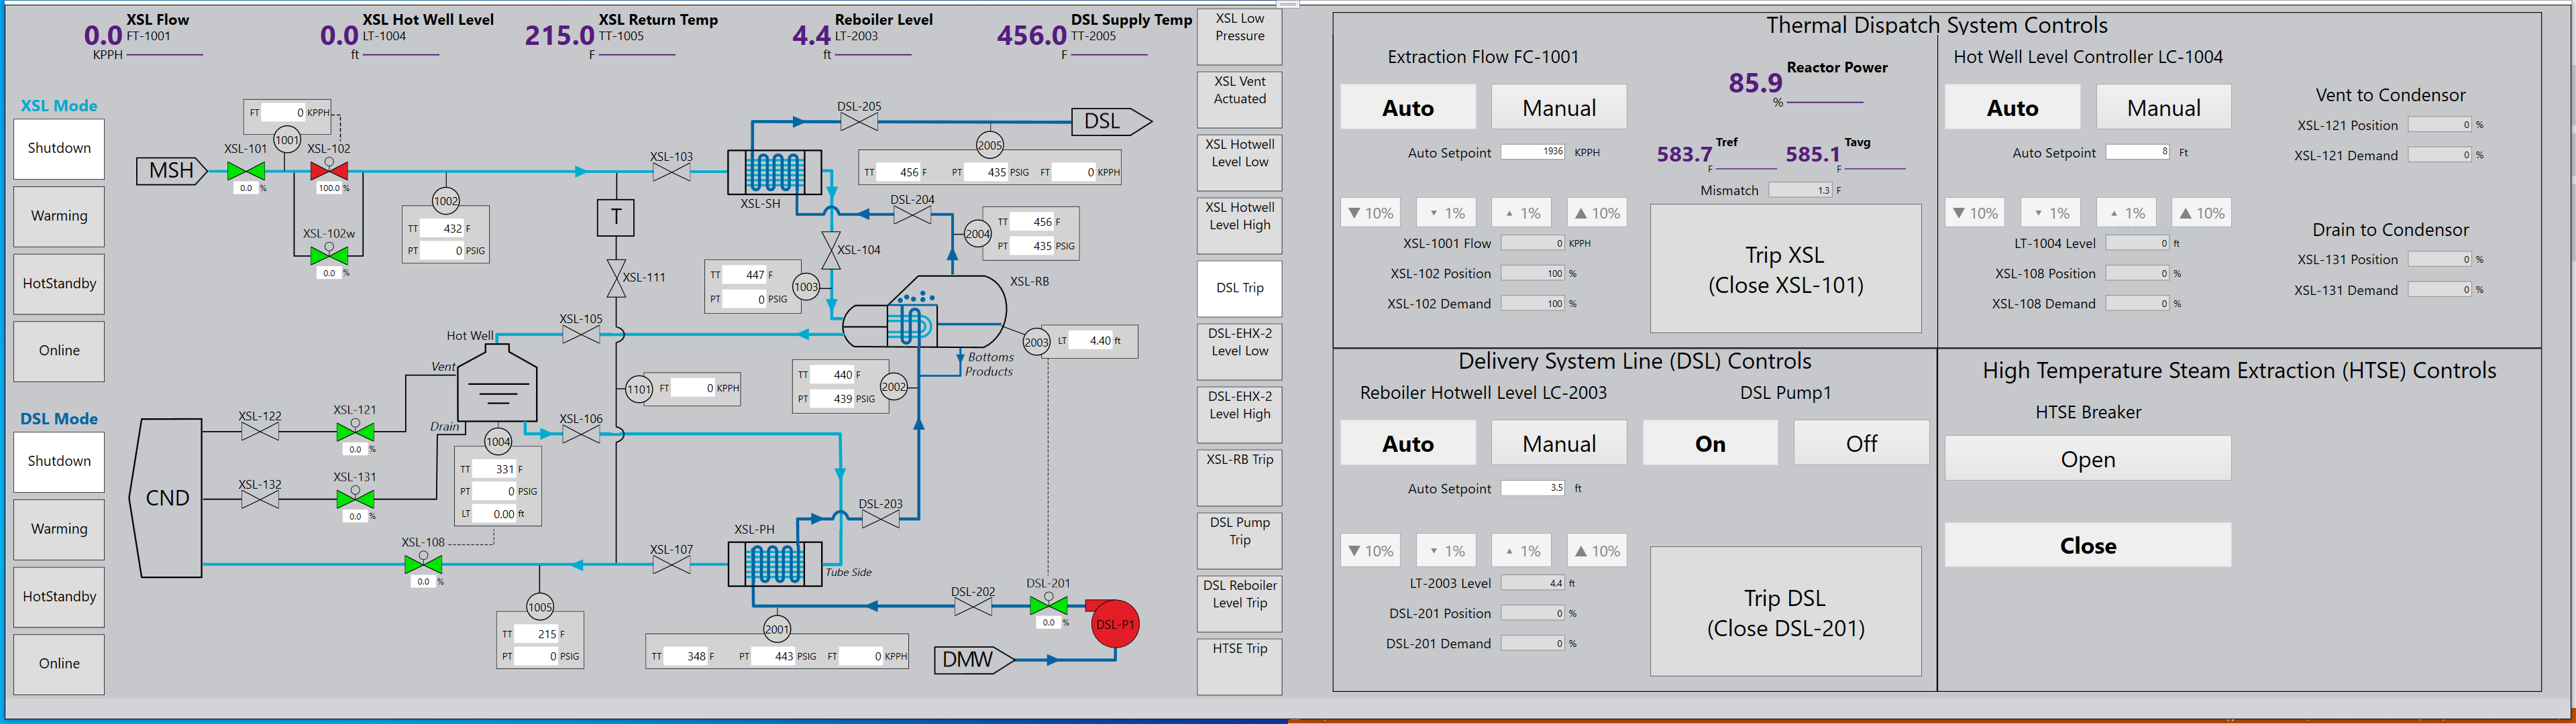 XSL Flow
0.0 FT-1001
KPPH
XSL Hot Well Level
0.0 LT-1004
ft
XSL Return Temp
215.0 TT-1005
F
Reboiler Level
4.4 LT-2003
ft
DSL Supply Temp
456.0 TT-2005
F
XSL Mode
Shutdown
Warming
HotStandby
Online
DSL Mode
Shutdown
Warming
HotStandby
Online
FT 0 KPPH
1001
XSL-101
0.0 %
XSL-102
100.0 %
MSH
XSL-102w
0.0 %
1002
TT 432 F
PT 0 PSIG
T
XSL-111
XSL-103
XSL-SH
DSL-205
DSL
2005
TT 456 F PT 435 PSIG FT 0 KPPH
DSL-204
2004
TT 456 F
PT 435 PSIG
XSL-104
TT 447 F
PT 0 PSIG
1003
XSL-RB
2003
LT 4.40 ft
Bottoms
Products
XSL-105
Hot Well
Vent
Drain
1101
FT 0 KPPH
TT 440 F
PT 439 PSIG
2002
XSL-106
XSL-122
XSL-121
0.0 %
CND
XSL-132
XSL-131
0.0 %
1004
TT 331 F
PT 0 PSIG
LT 0.00 ft
XSL-108
0.0 %
XSL-107
XSL-PH
Tube Side
DSL-203
1005
TT 215 F
PT 0 PSIG
2001
TT 348 F PT 443 PSIG FT 0 KPPH
DSL-202
DSL-201
0.0 %
DSL-P1
DMW
XSL Low
Pressure
XSL Vent
Actuated
XSL Hotwell
Level Low
XSL Hotwell
Level High
DSL Trip
DSL-EHX-2
Level Low
DSL-EHX-2
Level High
XSL-RB Trip
DSL Pump
Trip
DSL Reboiler
Level Trip
HTSE Trip
Thermal Dispatch System Controls
Extraction Flow FC-1001
Auto Manual
Auto Setpoint 1936 KPPH
▼ 10% ▼ 1% ▲ 1% ▲ 10%
XSL-1001 Flow 0 KPPH
XSL-102 Position 100 %
XSL-102 Demand 100 %
Reactor Power
85.9
%
Tref
583.7
F
Tavg
585.1
F
Mismatch 1.3 F
Trip XSL
(Close XSL-101)
Hot Well Level Controller LC-1004
Auto Manual
Auto Setpoint 8 Ft
▼ 10% ▼ 1% ▲ 1% ▲ 10%
LT-1004 Level 0 ft
XSL-108 Position 0 %
XSL-108 Demand 0 %
Vent to Condensor
XSL-121 Position 0 %
XSL-121 Demand 0 %
Drain to Condensor
XSL-131 Position 0 %
XSL-131 Demand 0 %
Delivery System Line (DSL) Controls
Reboiler Hotwell Level LC-2003
Auto Manual
Auto Setpoint 3.5 ft
▼ 10% ▼ 1% ▲ 1% ▲ 10%
LT-2003 Level 4.4 ft
DSL-201 Position 0 %
DSL-201 Demand 0 %
DSL Pump1
On Off
Trip DSL
(Close DSL-201)
High Temperature Steam Extraction (HTSE) Controls
HTSE Breaker
Open
Close